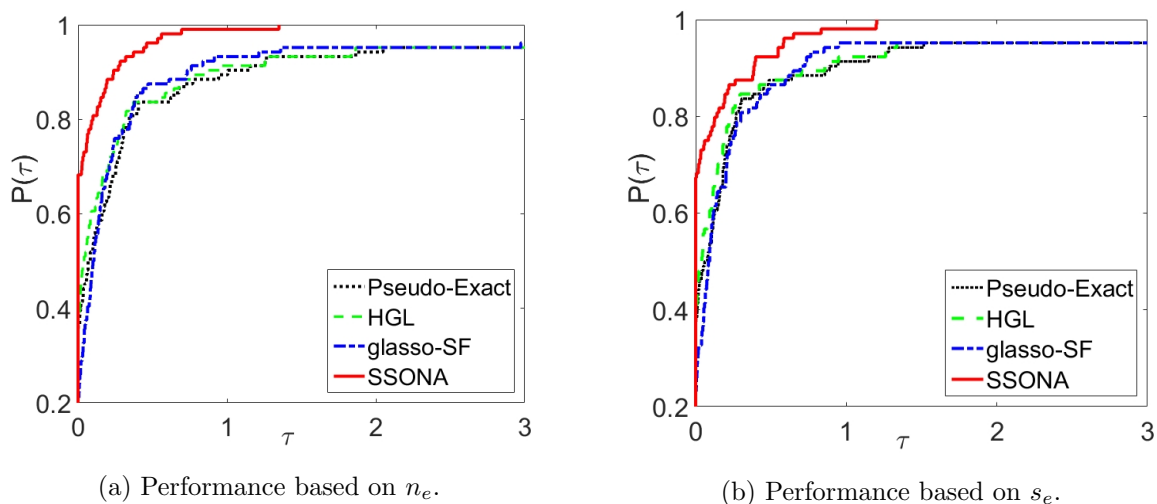 1
0.8
0.6
0.4
0.2
P(τ)
0
1
2
3
τ
Pseudo-Exact
HGL
glasso-SF
SSONA
(a) Performance based on nₑ.
1
0.8
0.6
0.4
0.2
P(τ)
0
1
2
3
τ
Pseudo-Exact
HGL
glasso-SF
SSONA
(b) Performance based on sₑ.